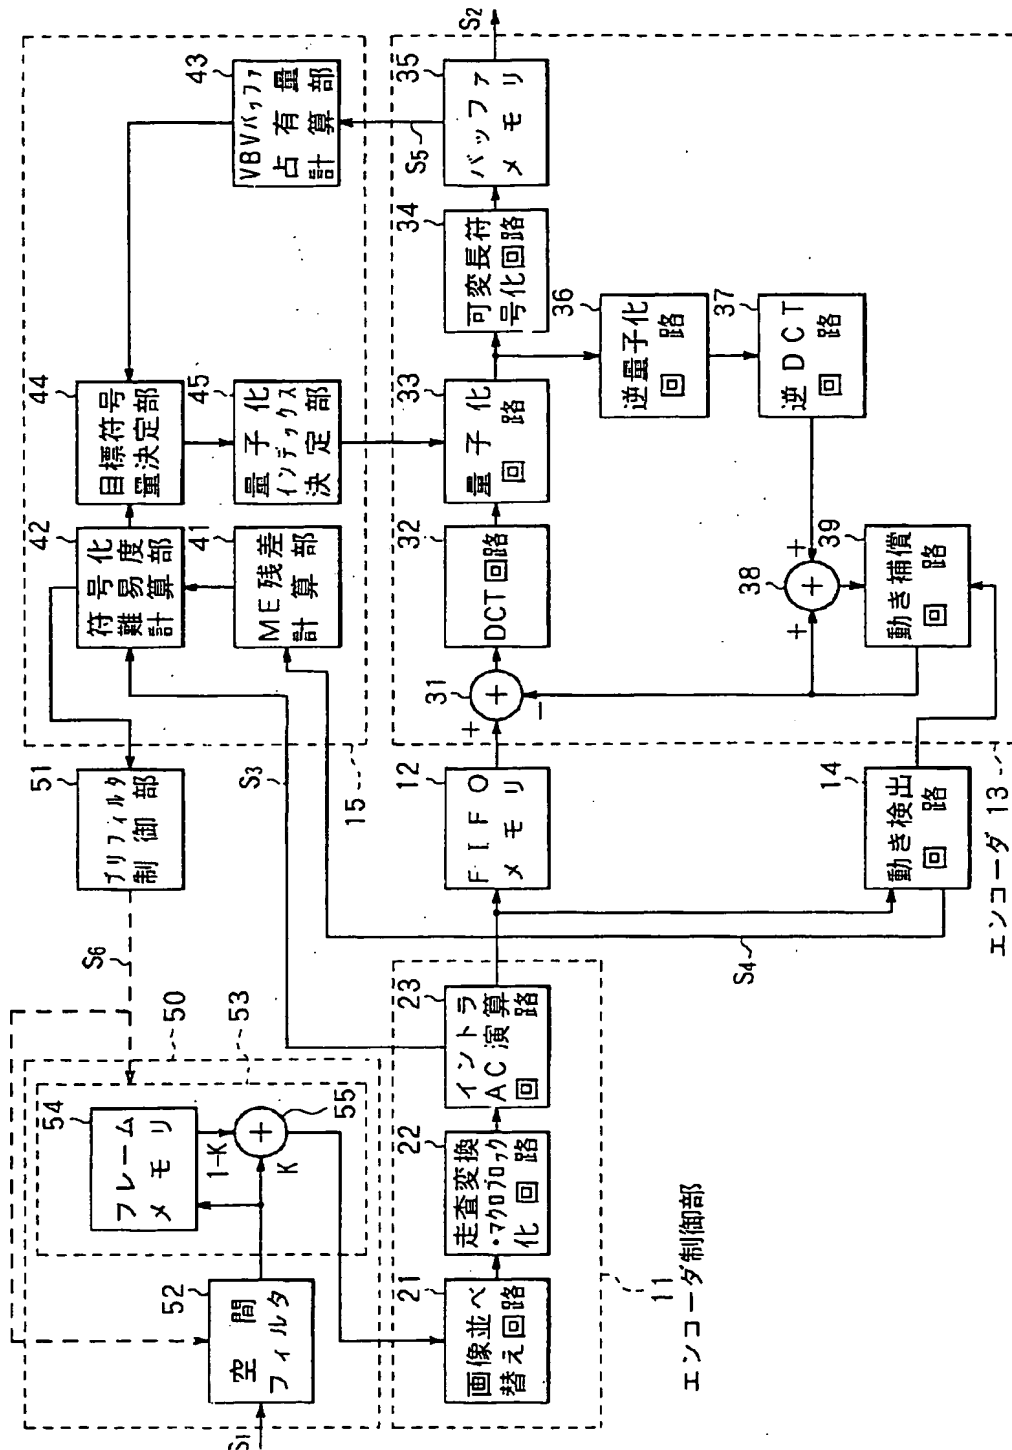 S1
空間
フィルタ
52
フレーム
メモリ
54
1-K
K
55
53
50
S6
プリフィルタ
制御部
51
15
S3
符号化
難易度
計算部
42
ME残差
計算部
41
目標符号
量決定部
44
量子化
インデックス
決定部
45
VBVバッファ
占有量
計算部
43
S5
画像並べ
替え回路
21
走査変換
・マクロブロック
化回路
22
イントラ
AC演算
回路
23
11
エンコーダ制御部
FIFO
メモリ
12
+
−
31
DCT回路
32
量子化
回路
33
可変長符
号化回路
34
バッファ
メモリ
35
S2
逆量子化
回路
36
逆DCT
回路
37
+
+
38
動き補償
回路
39
動き検出
回路
14
S4
エンコーダ 13